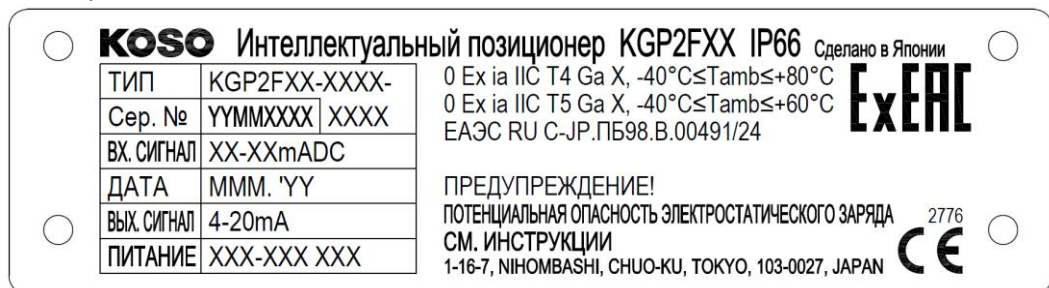 KOSO Интеллектуальный позиционер KGP2FXX IP66 Сделано в Японии
ТИП KGP2FXX-XXXX-
Сер. № YYMMXXXX XXXX
ВХ. СИГНАЛ XX-XXmADC
ДАТА MMM. 'YY
ВЫХ. СИГНАЛ 4-20mA
ПИТАНИЕ XXX-XXX XXX
0 Ex ia IIC T4 Ga X, -40°C≤Tamb≤+80°C
0 Ex ia IIC T5 Ga X, -40°C≤Tamb≤+60°C
ЕАЭС RU C-JP.ПБ98.В.00491/24
Ex EAC
ПРЕДУПРЕЖДЕНИЕ!
ПОТЕНЦИАЛЬНАЯ ОПАСНОСТЬ ЭЛЕКТРОСТАТИЧЕСКОГО ЗАРЯДА
СМ. ИНСТРУКЦИИ
1-16-7, NIHOMBASHI, CHUO-KU, TOKYO, 103-0027, JAPAN
2776
CE